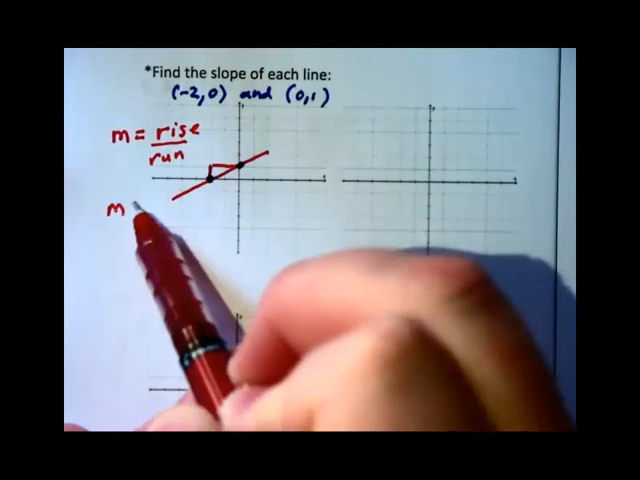 *Find the slope of each line:
(-2,0) and (0,1)
m = rise
run
m